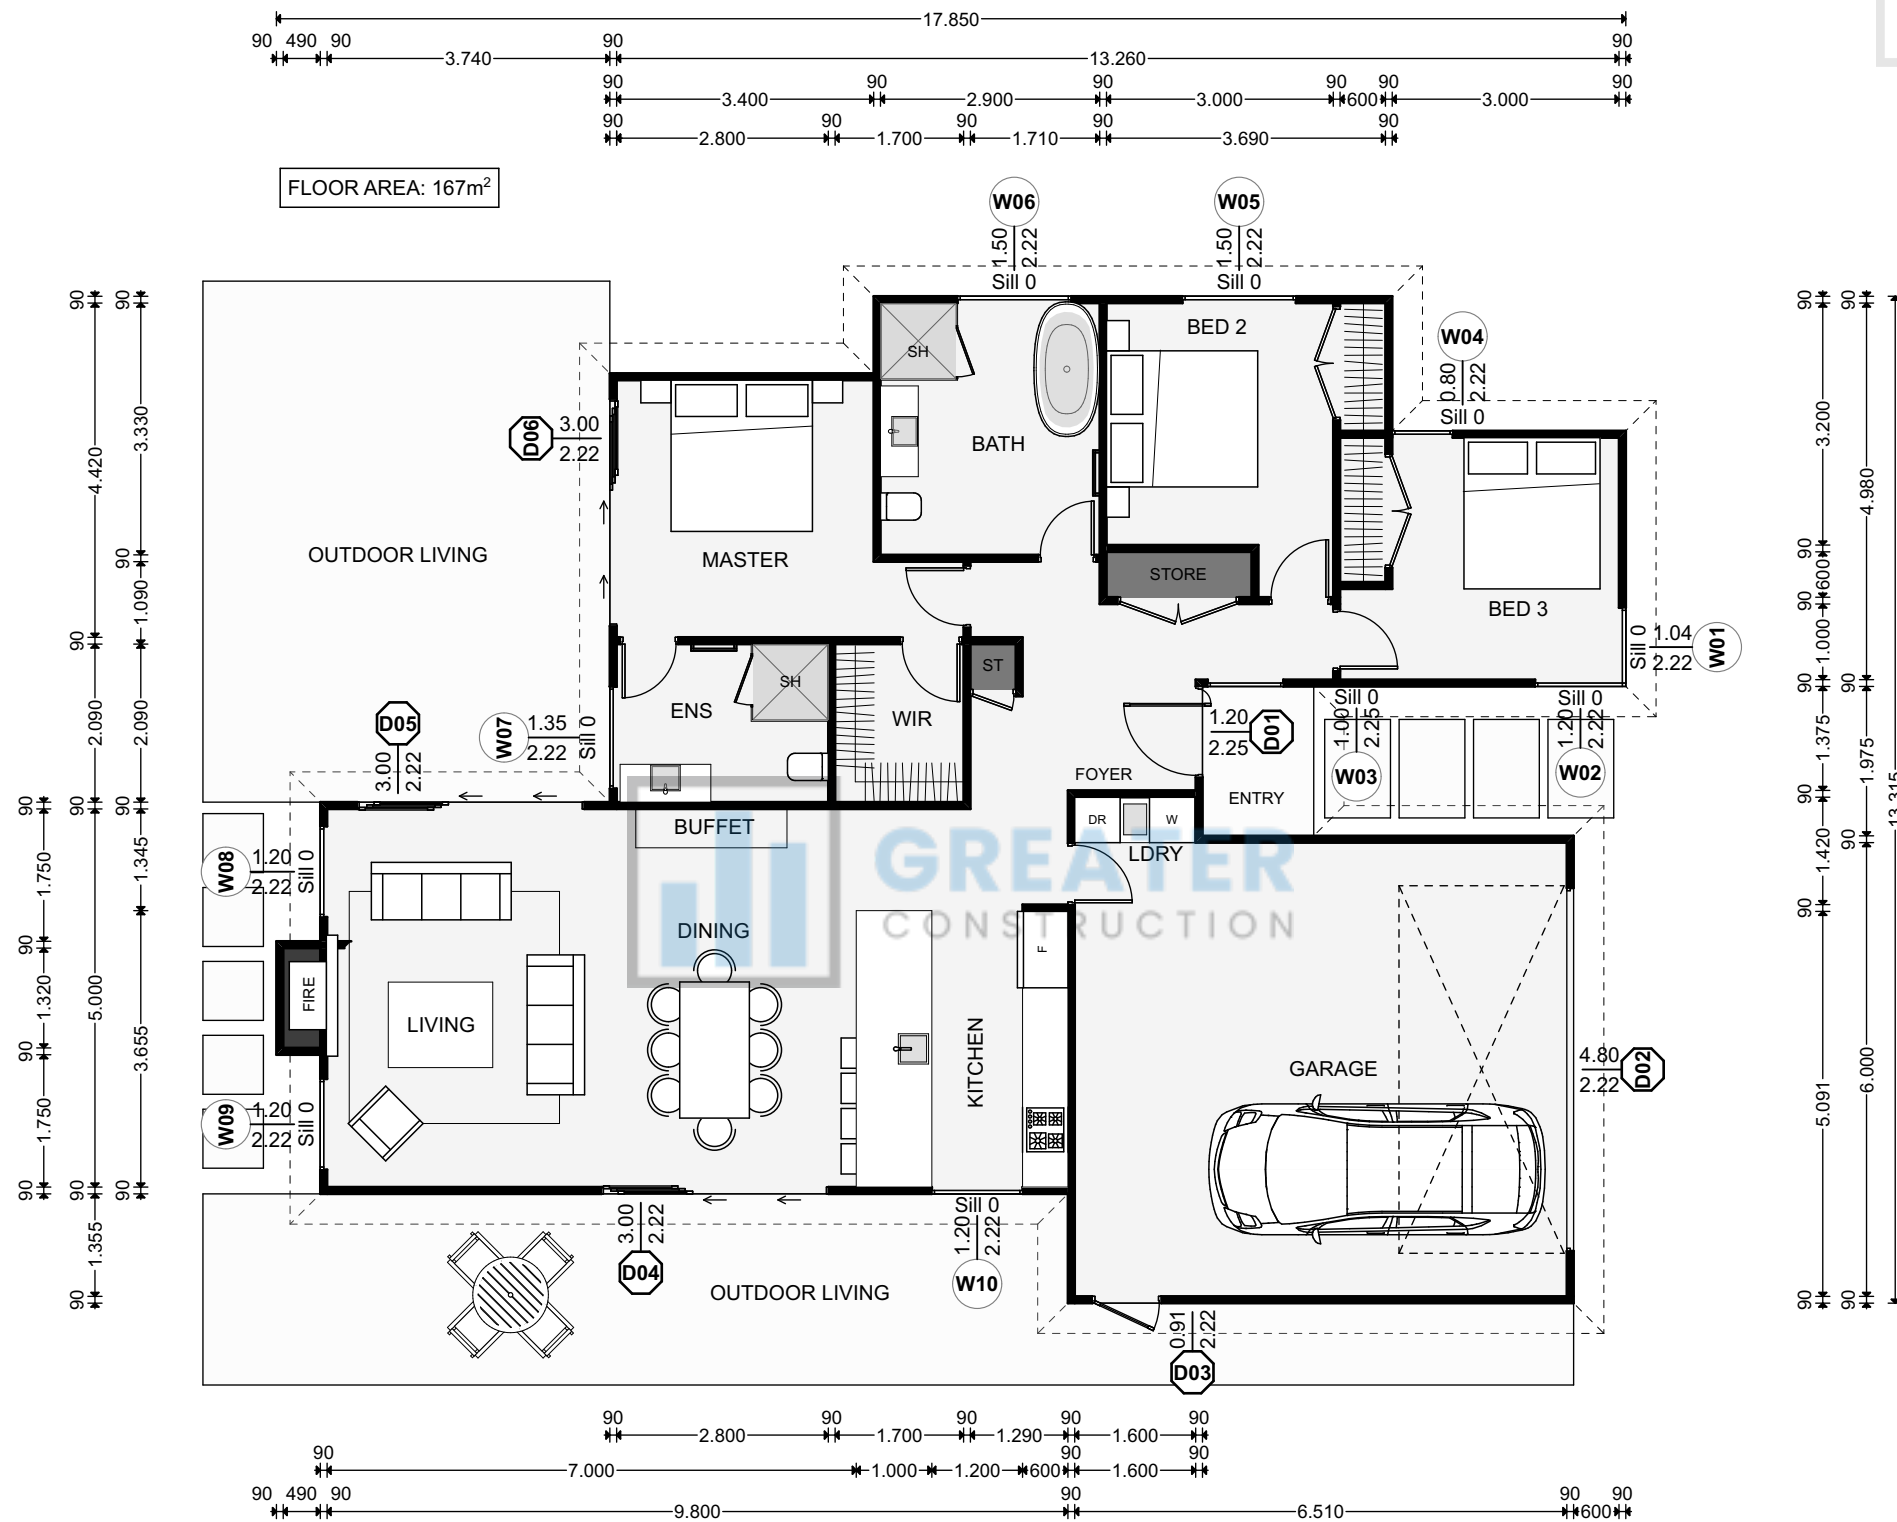 17.850
90 490 90 3.740 90 13.260 90
90 3.400 90 2.900 90 3.000 90 600 90 3.000 90
90 2.800 90 1.700 90 1.710 90 3.690 90
FLOOR AREA: 167m²
W06
1.50
2.22
Sill 0
W05
1.50
2.22
Sill 0
W04
0.80
2.22
Sill 0
BED 2
SH
BATH
D06
3.00
2.22
OUTDOOR LIVING
MASTER
STORE
BED 3
W01
1.04
2.22
Sill 0
ST
SH
ENS
WIR
D05
3.00
2.22
W07
1.35
2.22
Sill 0
D01
1.20
2.25
Sill 0
1.00
2.25
W03
Sill 0
1.20
2.22
W02
FOYER
ENTRY
DR
W
LDRY
BUFFET
GREATER
CONSTRUCTION
W08
1.20
2.22
Sill 0
DINING
F
FIRE
LIVING
KITCHEN
GARAGE
D02
4.80
2.22
W09
1.20
2.22
Sill 0
D04
3.00
2.22
Sill 0
1.20
2.22
W10
OUTDOOR LIVING
D03
0.91
2.22
90 4.420 90 2.090 90 5.000 90 1.355 90
90 3.330 90 1.090 90 2.090 90 1.345 3.655 90
90 1.750 90 1.320 90 1.750 90
90 3.200 90 600 90 1.000 90 1.375 90 1.420 90 5.091 90
90 4.980 90 1.975 90 6.000 90
13.315
90 2.800 90 1.700 90 1.290 90 1.600 90
90 7.000 1.000 1.200 600 90 1.600 90
90 490 90 9.800 90 6.510 90 600 90